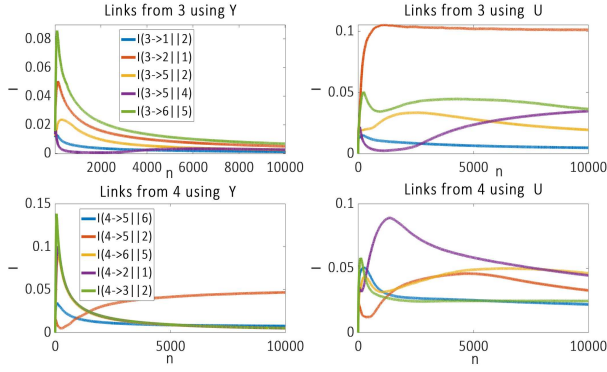 Links from 3 using Y
0.08
0.06
0.04
0.02
0
I
2000 4000 6000 8000 10000
n
I(3->1||2)
I(3->2||1)
I(3->5||2)
I(3->5||4)
I(3->6||5)
Links from 3 using U
0.1
0.05
0
I
0 5000 10000
n
Links from 4 using Y
0.15
0.1
0.05
0
I
0 5000 10000
n
I(4->5||6)
I(4->5||2)
I(4->6||5)
I(4->2||1)
I(4->3||2)
Links from 4 using U
0.1
0.05
0
I
0 5000 10000
n